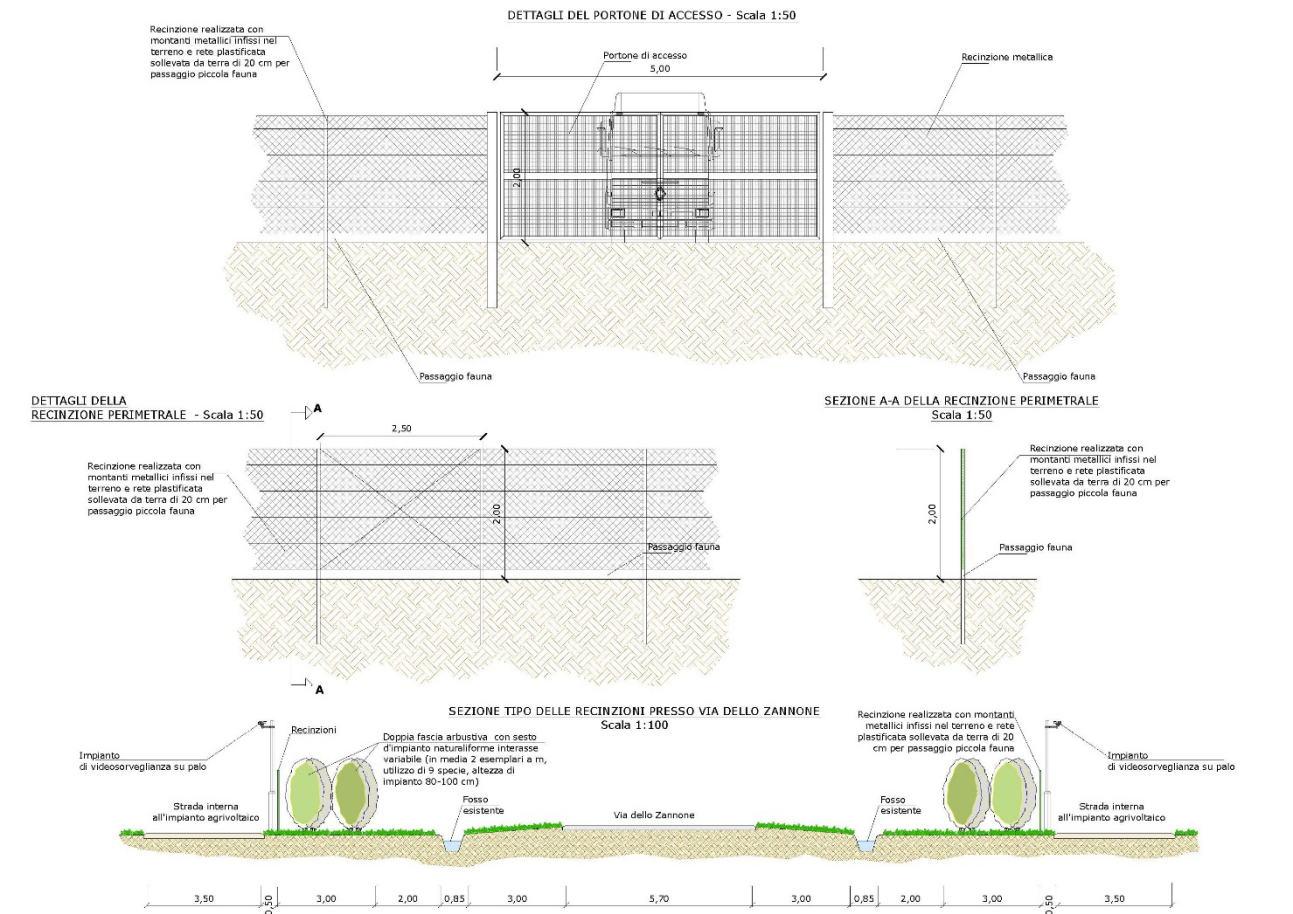 DETTAGLI DEL PORTONE DI ACCESSO - Scala 1:50
Recinzione realizzata con
montanti metallici infissi nel
terreno e rete plastificata
sollevata da terra di 20 cm per
passaggio piccola fauna
Portone di accesso
5,00
Recinzione metallica
2,00
Passaggio fauna
Passaggio fauna
DETTAGLI DELLA
RECINZIONE PERIMETRALE - Scala 1:50
A
2,50
Recinzione realizzata con
montanti metallici infissi nel
terreno e rete plastificata
sollevata da terra di 20 cm per
passaggio piccola fauna
2,00
Passaggio fauna
A
SEZIONE A-A DELLA RECINZIONE PERIMETRALE
Scala 1:50
Recinzione realizzata con
montanti metallici infissi nel
terreno e rete plastificata
sollevata da terra di 20 cm per
passaggio piccola fauna
2,00
Passaggio fauna
SEZIONE TIPO DELLE RECINZIONI PRESSO VIA DELLO ZANNONE
Scala 1:100
Impianto
di videosorveglianza su palo
Recinzioni
Doppia fascia arbustiva con sesto
d'impianto naturaliforme interasse
variabile (in media 2 esemplari a m,
utilizzo di 9 specie, altezza di
impianto 80-100 cm)
Strada interna
all'impianto agrivoltaico
Fosso
esistente
Via dello Zannone
Fosso
esistente
Recinzione realizzata con montanti
metallici infissi nel terreno e rete
plastificata sollevata da terra di 20
cm per passaggio piccola fauna
Impianto
di videosorveglianza su palo
Strada interna
all'impianto agrivoltaico
3,50
0,50
3,00
2,00
0,85
3,00
5,70
3,00
0,85
2,00
3,00
0,50
3,50